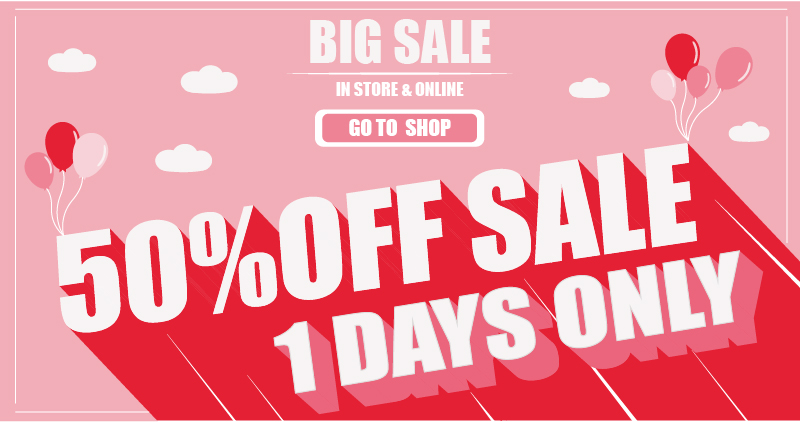 BIG SALE
IN STORE & ONLINE
GO TO SHOP
50%OFF SALE
1 DAYS ONLY